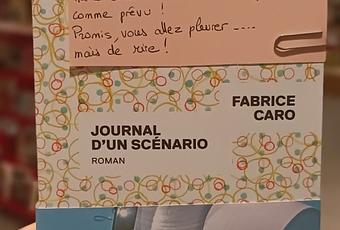 comme prévu !
Promis, vous allez pleurer ....
mais de rire !
FABRICE
CARO
JOURNAL
D'UN SCÉNARIO
ROMAN